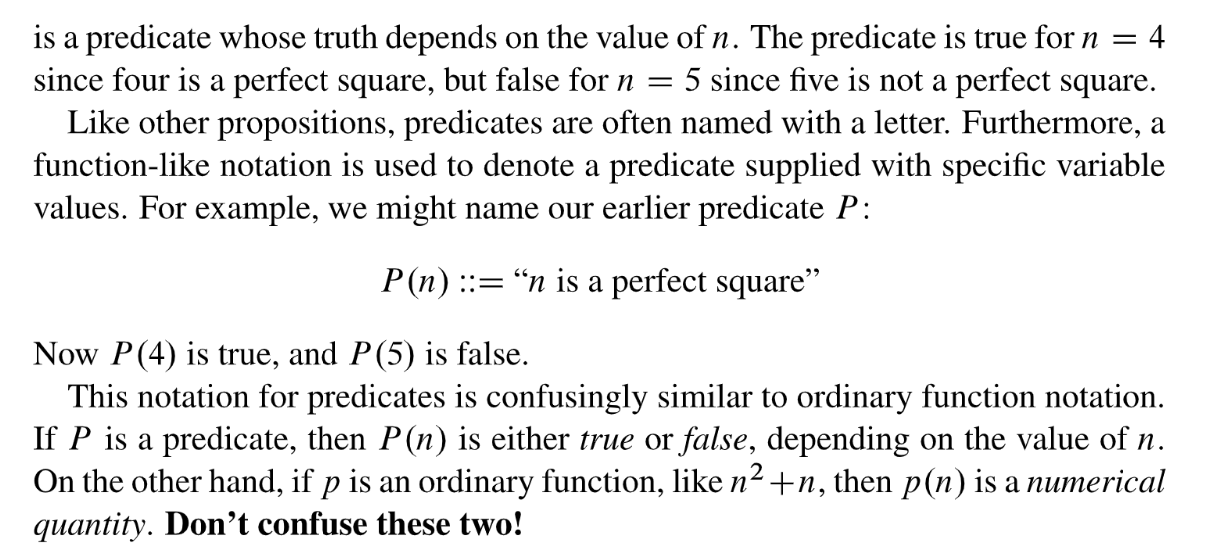 is a predicate whose truth depends on the value of n. The predicate is true for n = 4
since four is a perfect square, but false for n = 5 since five is not a perfect square.
Like other propositions, predicates are often named with a letter. Furthermore, a
function-like notation is used to denote a predicate supplied with specific variable
values. For example, we might name our earlier predicate P:
P(n) ::= “n is a perfect square”
Now P(4) is true, and P(5) is false.
This notation for predicates is confusingly similar to ordinary function notation.
If P is a predicate, then P(n) is either true or false, depending on the value of n.
On the other hand, if p is an ordinary function, like n²+n, then p(n) is a numerical
quantity. Don’t confuse these two!